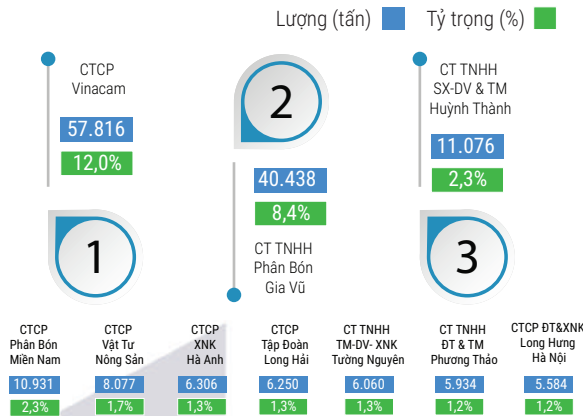 Lượng (tấn)
Tỷ trọng (%)
CTCP
Vinacam
57.816
12,0%
1
2
40.438
8,4%
CT TNHH
Phân Bón
Gia Vũ
CT TNHH
SX-DV & TM
Huỳnh Thành
11.076
2,3%
3
CTCP
Phân Bón
Miền Nam
10.931
2,3%
CTCP
Vật Tư
Nông Sản
8.077
1,7%
CTCP
XNK
Hà Anh
6.306
1,3%
CTCP
Tập Đoàn
Long Hải
6.250
1,3%
CT TNHH
TM-DV- XNK
Tường Nguyên
6.060
1,3%
CT TNHH
ĐT & TM
Phương Thảo
5.934
1,2%
CTCP ĐT&XNK
Long Hưng
Hà Nội
5.584
1,2%